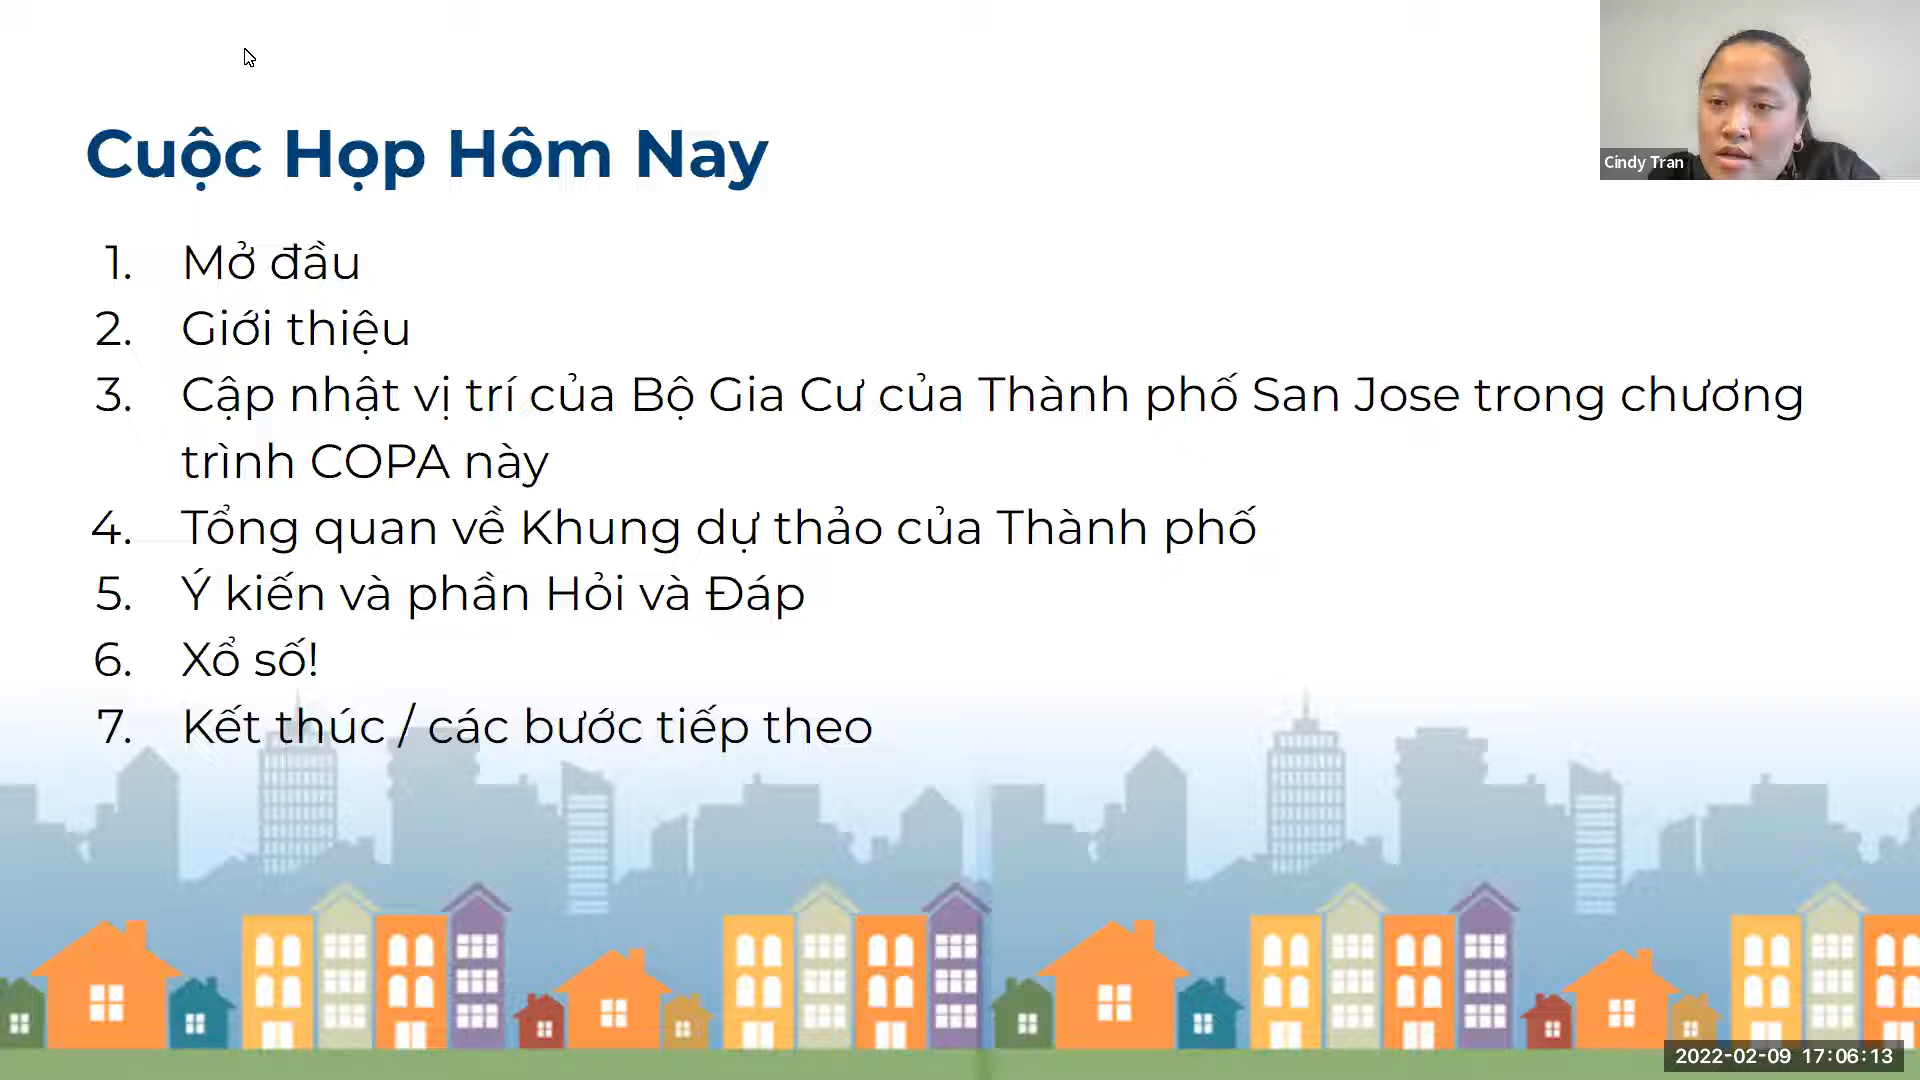 Cuộc Họp Hôm Nay
1. Mở đầu
2. Giới thiệu
3. Cập nhật vị trí của Bộ Gia Cư của Thành phố San Jose trong chương
trình COPA này
4. Tổng quan về Khung dự thảo của Thành phố
5. Ý kiến và phần Hỏi và Đáp
6. Xổ số!
7. Kết thúc / các bước tiếp theo
Cindy Tran
2022-02-09 17:06:13